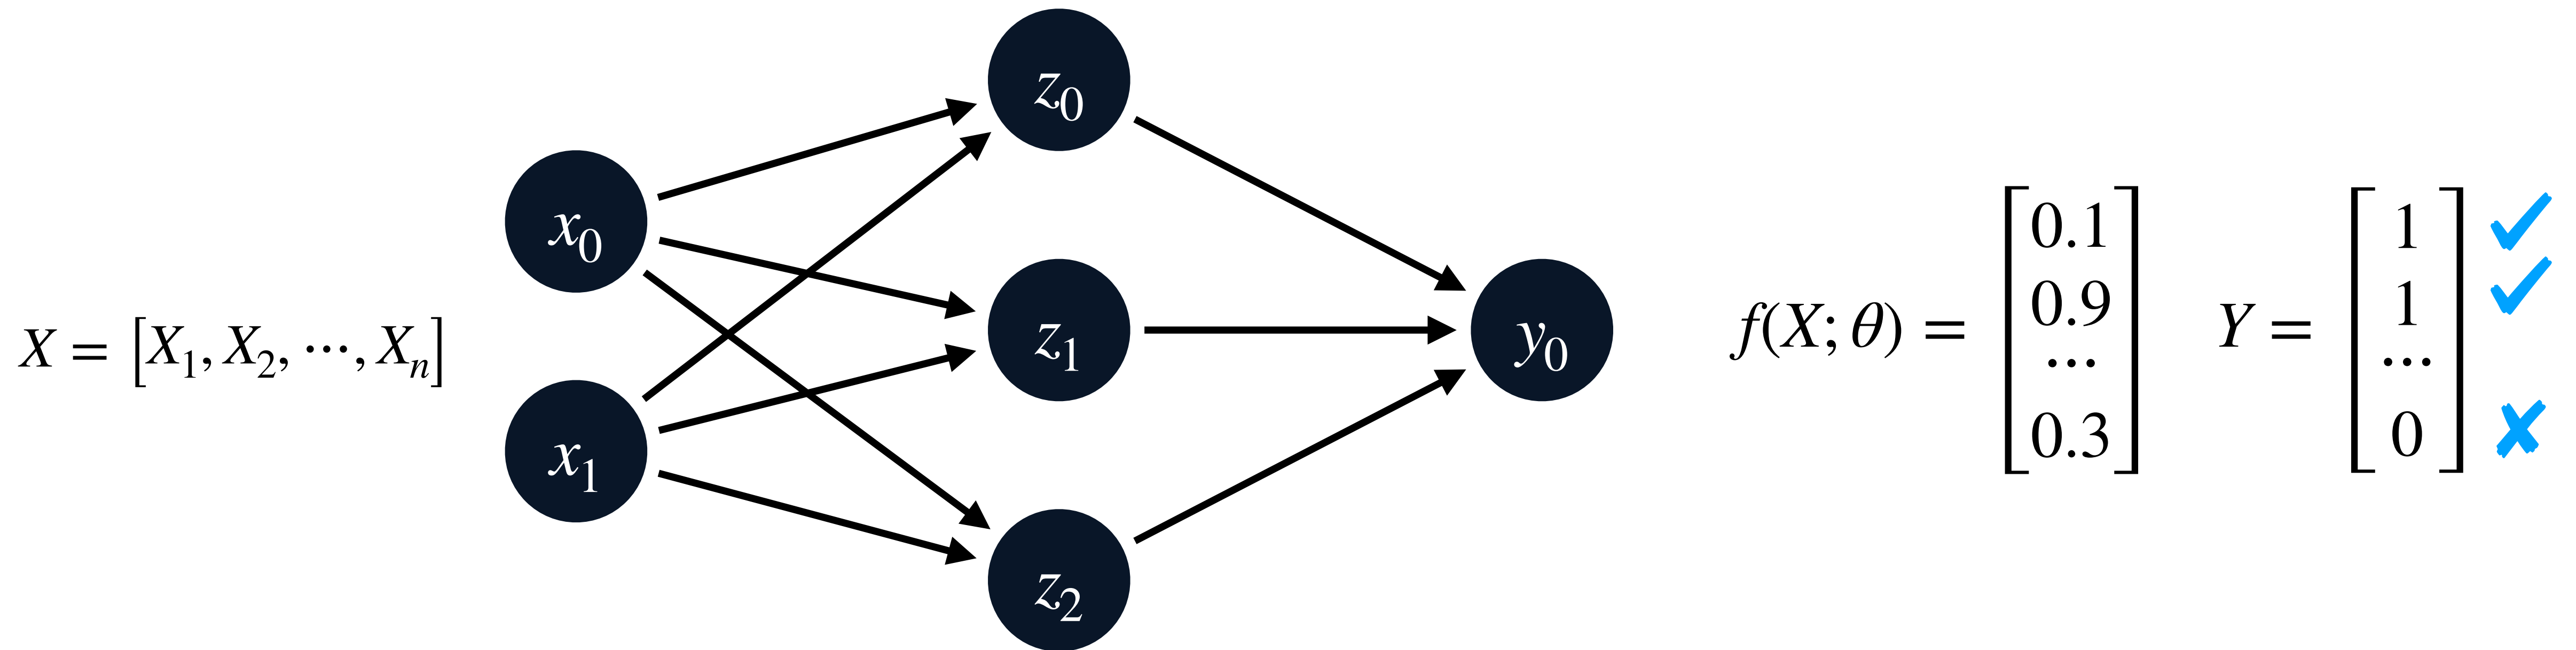 X = [X₁, X₂, ⋯, Xₙ]
x₀
x₁
z₀
z₁
z₂
y₀
f(X; θ) =
0.1
0.9
⋯
0.3
Y =
1 ✓
1 ✓
⋯
0 ✗